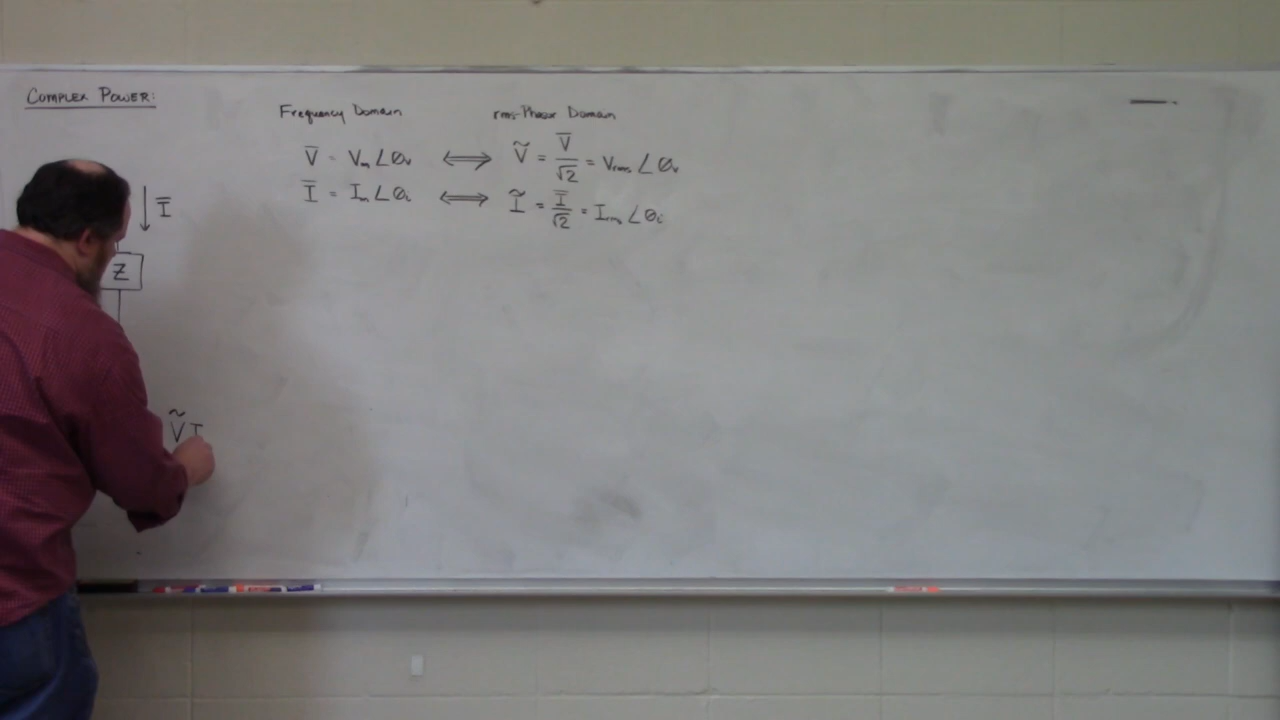 COMPLEX POWER:
Frequency Domain
rms-Phasor Domain
V̅ = Vm∠θv ⟺ Ṽ = V̅/√2 = Vrms∠θv
I̅ = Im∠θi ⟺ Ĩ = I̅/√2 = Irms∠θi
I̅
Z
Ṽ I